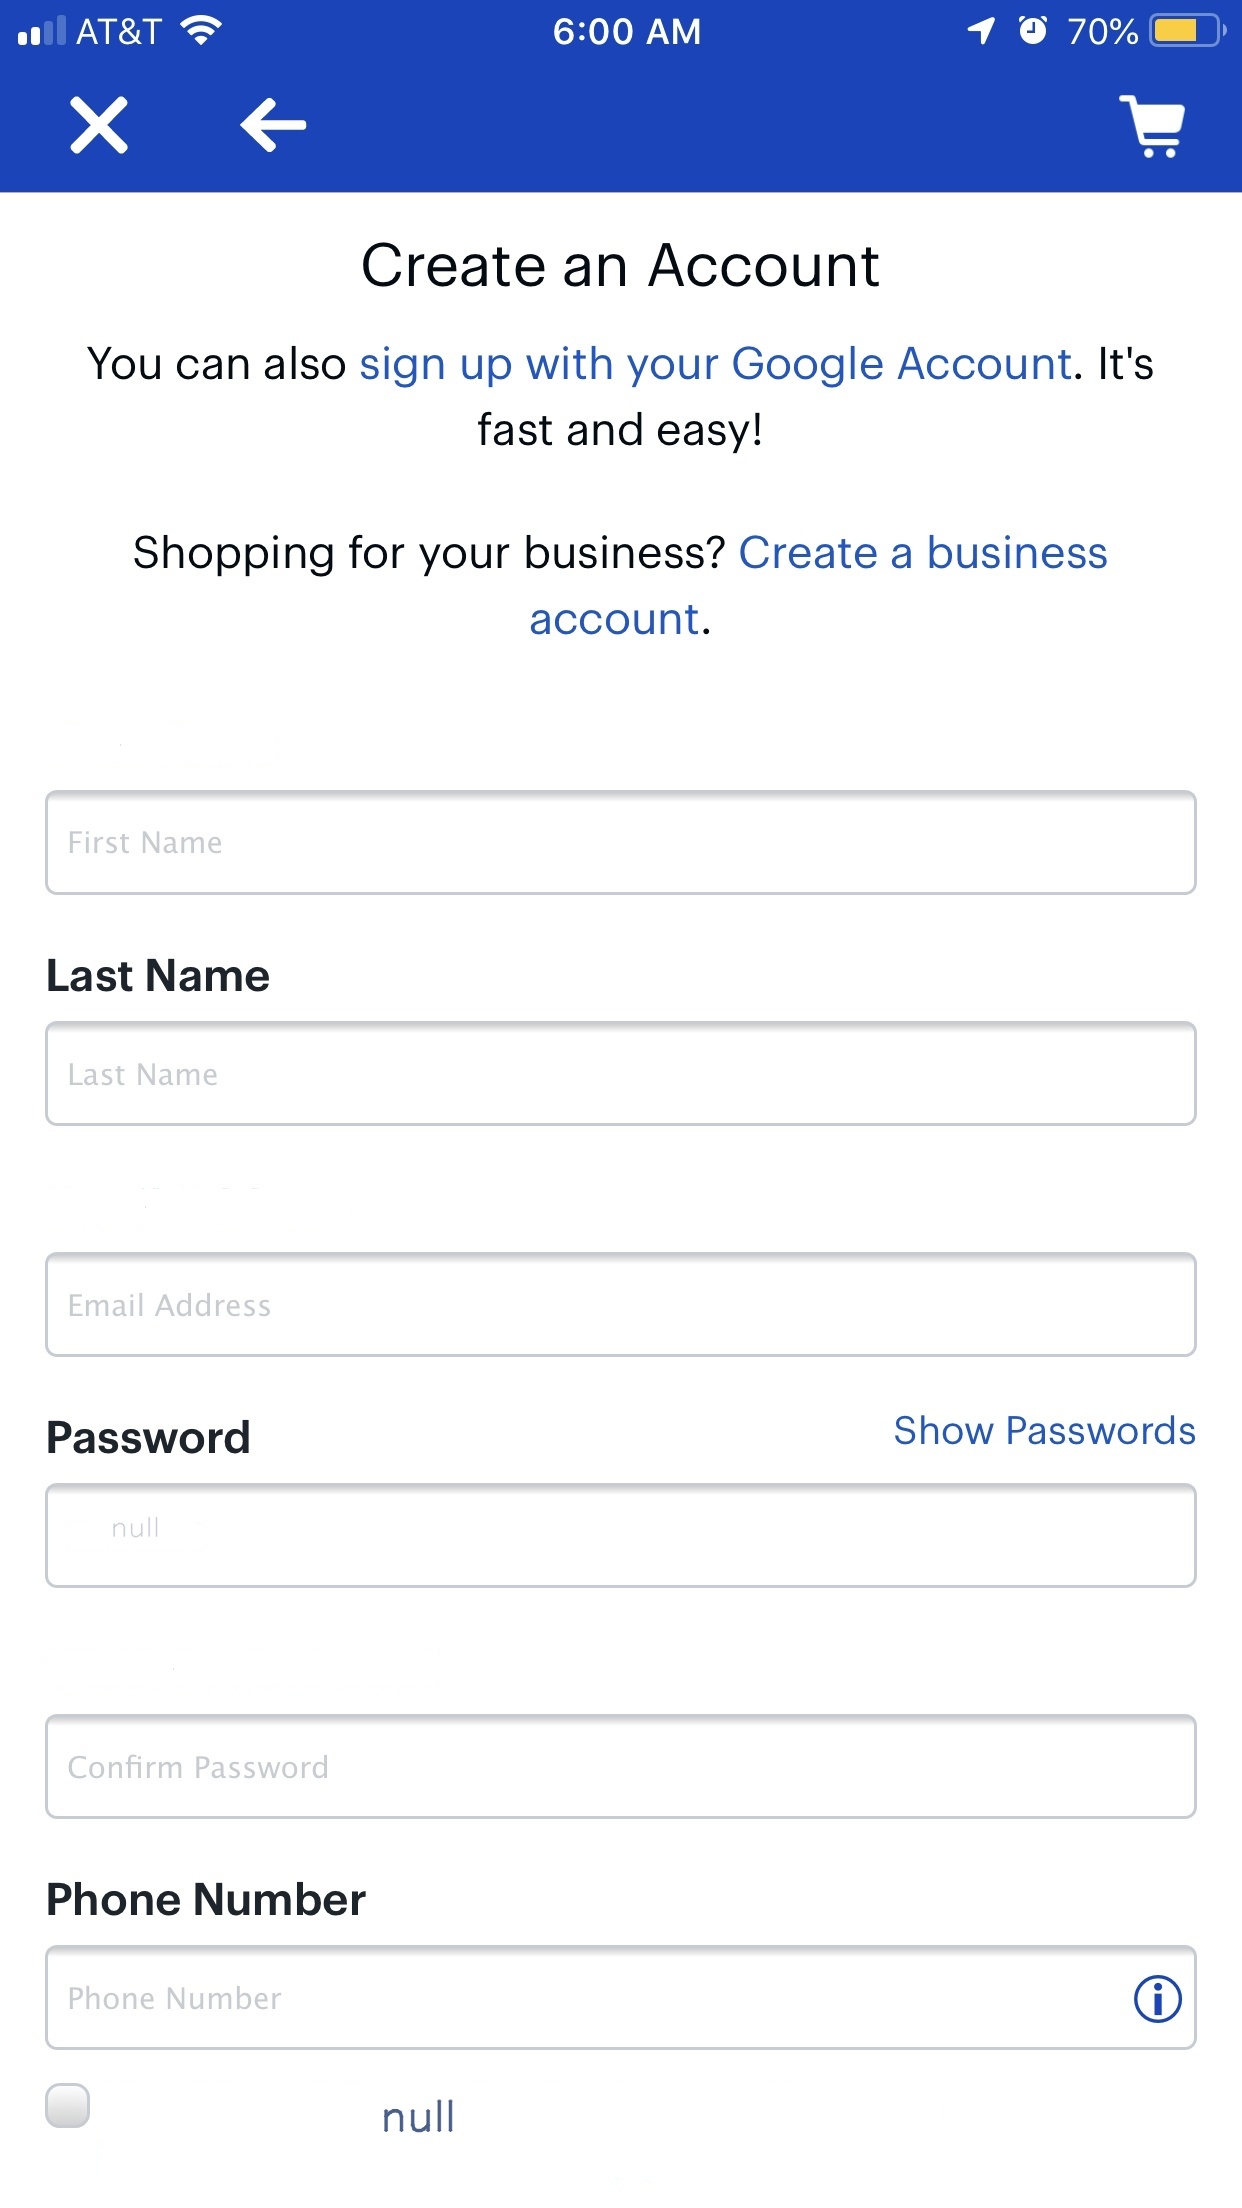 AT&T 6:00 AM 70%
Create an Account
You can also sign up with your Google Account. It's
fast and easy!
Shopping for your business? Create a business
account.
First Name
Last Name
Last Name
Email Address
Password Show Passwords
null
Confirm Password
Phone Number
Phone Number
null